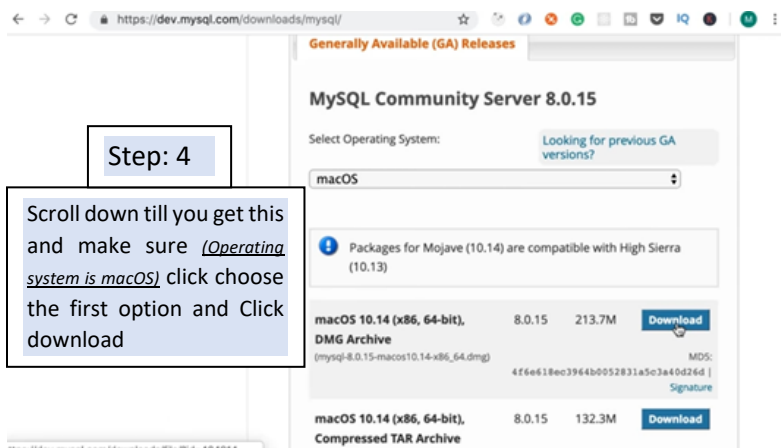 https://dev.mysql.com/downloads/mysql/
Generally Available (GA) Releases
MySQL Community Server 8.0.15
Select Operating System:
Looking for previous GA
versions?
macOS
Packages for Mojave (10.14) are compatible with High Sierra
(10.13)
macOS 10.14 (x86, 64-bit), 8.0.15 213.7M Download
DMG Archive
(mysql-8.0.15-macos10.14-x86_64.dmg)
MD5:
4f6e618ec3964b0052831a5c3a40d26d |
Signature
macOS 10.14 (x86, 64-bit), 8.0.15 132.3M Download
Compressed TAR Archive
Step: 4
Scroll down till you get this
and make sure (Operating
system is macOS) click choose
the first option and Click
download